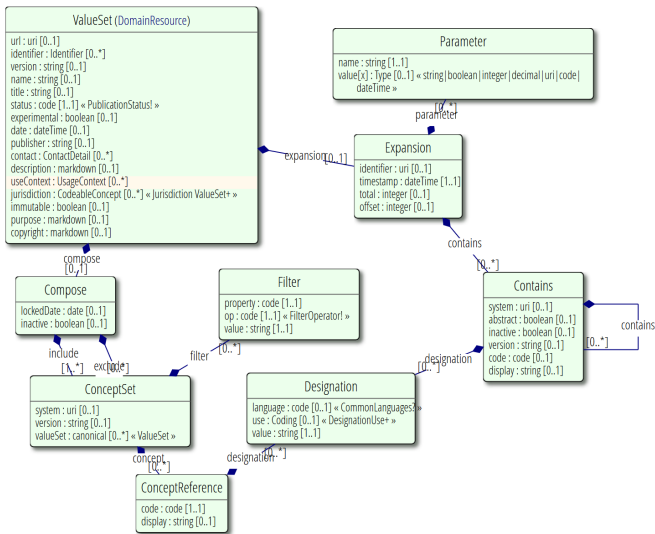 ValueSet (DomainResource)
url : uri [0..1]
identifier : Identifier [0..*]
version : string [0..1]
name : string [0..1]
title : string [0..1]
status : code [1..1] « PublicationStatus! »
experimental : boolean [0..1]
date : dateTime [0..1]
publisher : string [0..1]
contact : ContactDetail [0..*]
description : markdown [0..1]
useContext : UsageContext [0..*]
jurisdiction : CodeableConcept [0..*] « Jurisdiction ValueSet+ »
immutable : boolean [0..1]
purpose : markdown [0..1]
copyright : markdown [0..1]
Parameter
name : string [1..1]
value[x] : Type [0..1] « string|boolean|integer|decimal|uri|code|
dateTime »
[0..*]
parameter
expansion
[0..1]
Expansion
identifier : uri [0..1]
timestamp : dateTime [1..1]
total : integer [0..1]
offset : integer [0..1]
contains
[0..*]
compose
[0..1]
Compose
lockedDate : date [0..1]
inactive : boolean [0..1]
include
[1..*]
exclude
[0..*]
Filter
property : code [1..1]
op : code [1..1] « FilterOperator! »
value : string [1..1]
[0..*]
filter
Contains
system : uri [0..1]
abstract : boolean [0..1]
inactive : boolean [0..1]
version : string [0..1]
code : code [0..1]
display : string [0..1]
contains
[0..*]
designation
[0..*]
ConceptSet
system : uri [0..1]
version : string [0..1]
valueSet : canonical [0..*] « ValueSet »
Designation
language : code [0..1] « CommonLanguages? »
use : Coding [0..1] « DesignationUse+ »
value : string [1..1]
concept
[0..*]
designation
[0..*]
ConceptReference
code : code [1..1]
display : string [0..1]